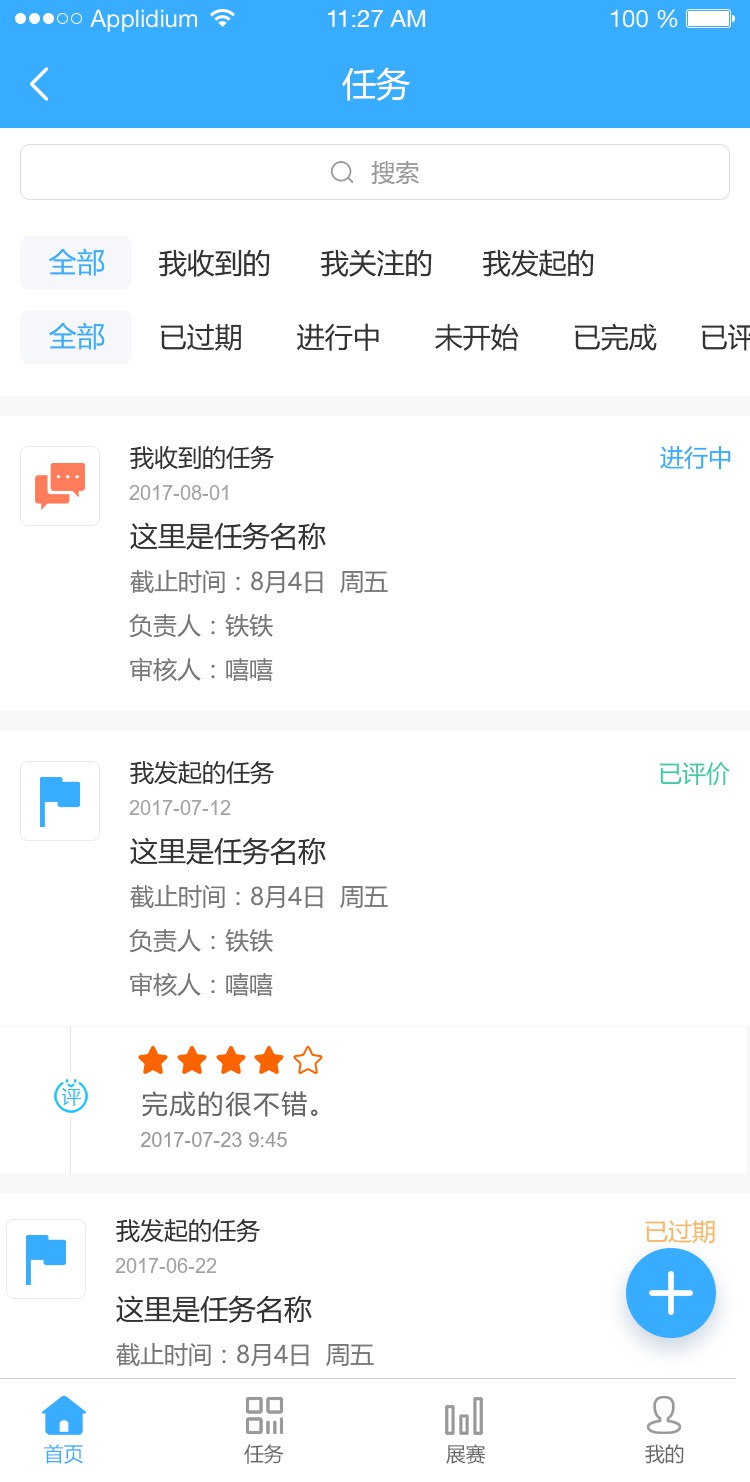 Applidium 11:27 AM 100 %
任务
搜索
全部 我收到的 我关注的 我发起的
全部 已过期 进行中 未开始 已完成 已评
我收到的任务 进行中
2017-08-01
这里是任务名称
截止时间：8月4日 周五
负责人：铁铁
审核人：嘻嘻
我发起的任务 已评价
2017-07-12
这里是任务名称
截止时间：8月4日 周五
负责人：铁铁
审核人：嘻嘻
评
完成的很不错。
2017-07-23 9:45
我发起的任务 已过期
2017-06-22
这里是任务名称
截止时间：8月4日 周五
首页 任务 展赛 我的